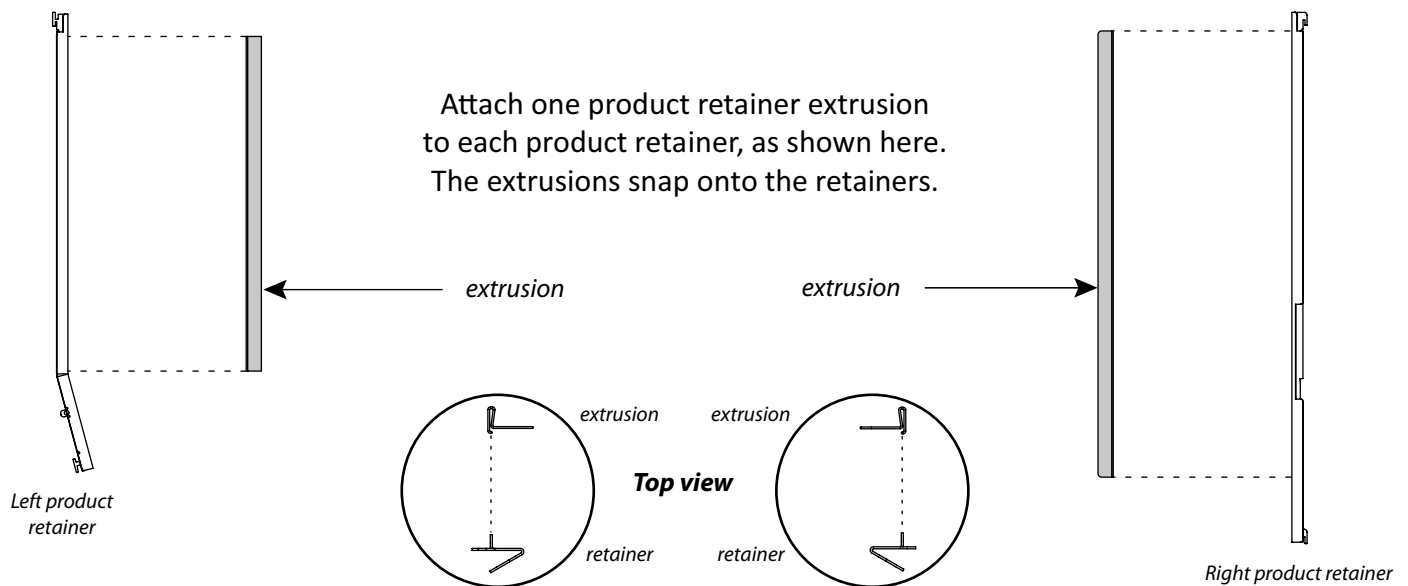 Attach one product retainer extrusion
to each product retainer, as shown here.
The extrusions snap onto the retainers.
extrusion
extrusion
extrusion
extrusion
Top view
Left product
retainer
retainer
retainer
Right product retainer